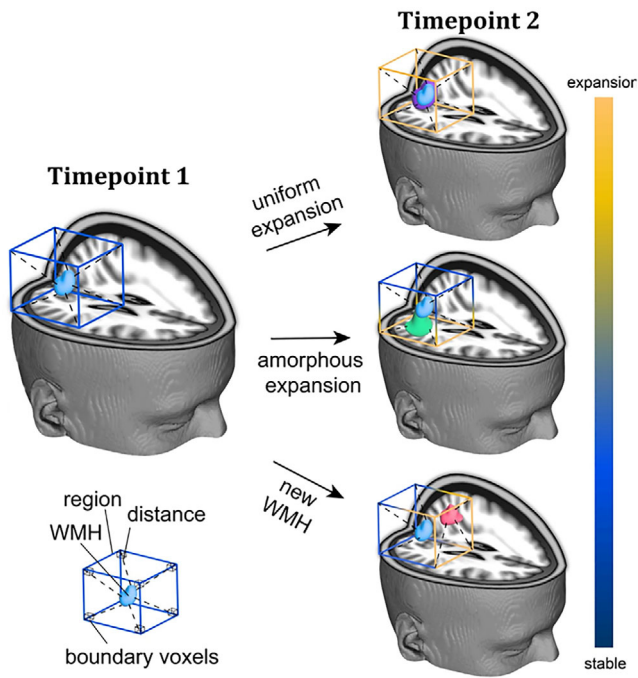 Timepoint 2
expansion
Timepoint 1
uniform
expansion
amorphous
expansion
new
WMH
region
distance
WMH
boundary voxels
stable